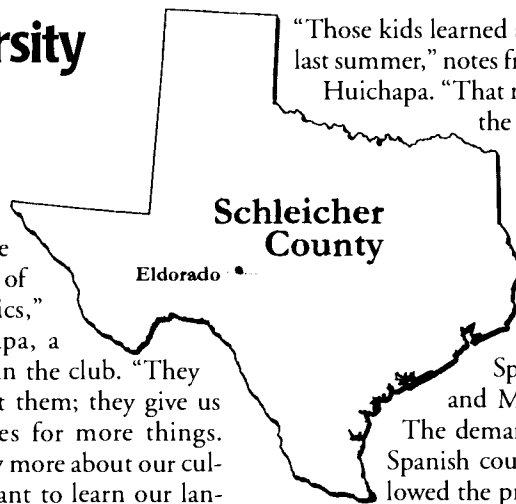 rsity
e
of
ics,”
pa, a
in the club. “They
t them; they give us
es for more things.
y more about our cul-
ant to learn our lan-
Schleicher
County
Eldorado
“Those kids learned
last summer,” notes fr
Huichapa. “That
the
Sp
and M
The deman
Spanish cou
lowed the pr